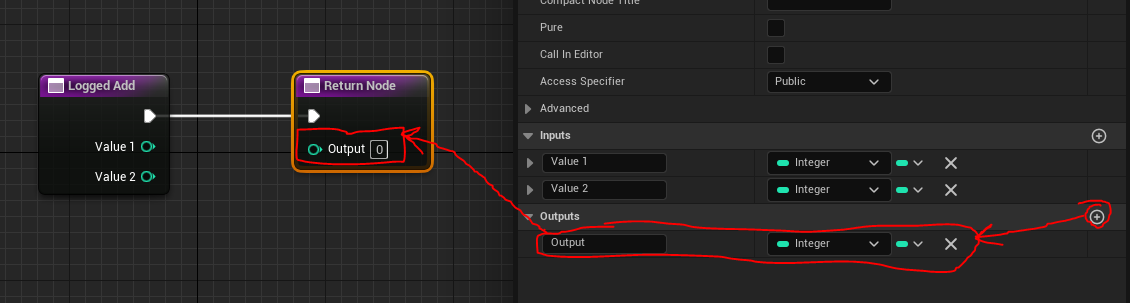 Compact Node Title
Pure
Call In Editor
Access Specifier Public
Advanced
Inputs
Value 1 Integer
Value 2 Integer
Outputs
Output Integer
Logged Add
Value 1
Value 2
Return Node
Output 0